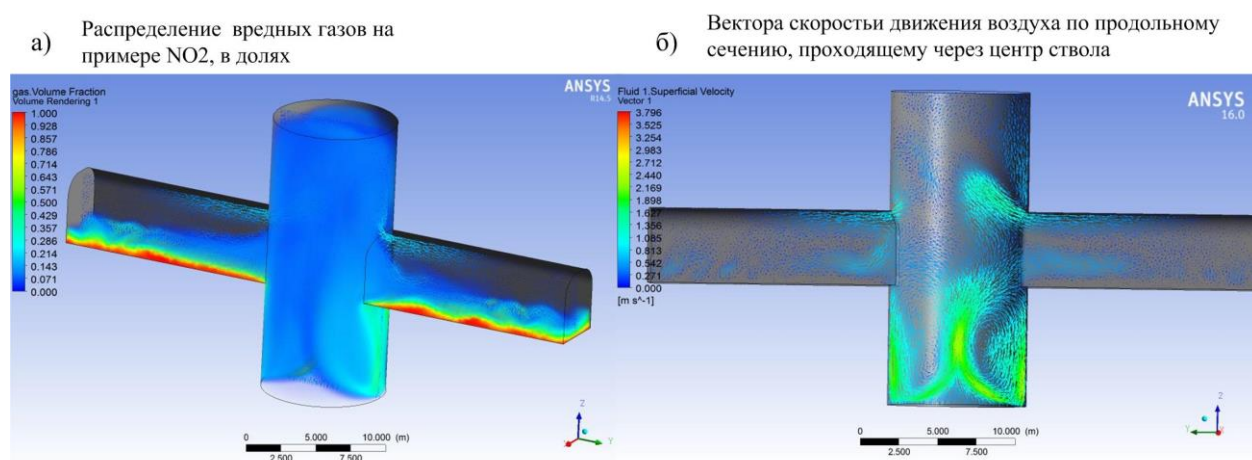 а)
Распределение вредных газов на
примере NO2, в долях
gas.Volume Fraction
Volume Rendering 1
1.000
0.928
0.857
0.786
0.714
0.643
0.571
0.500
0.429
0.357
0.286
0.214
0.143
0.071
0.000
ANSYS
R14.5
0 5.000 10.000 (m)
2.500 7.500
Z
Y
б)
Вектора скоростьи движения воздуха по продольному
сечению, проходящему через центр ствола
Fluid 1.Superficial Velocity
Vector 1
3.796
3.525
3.254
2.983
2.712
2.440
2.169
1.898
1.627
1.356
1.085
0.813
0.542
0.271
0.000
[m s^-1]
ANSYS
16.0
0 5.000 10.000 (m)
2.500 7.500
Z
Y